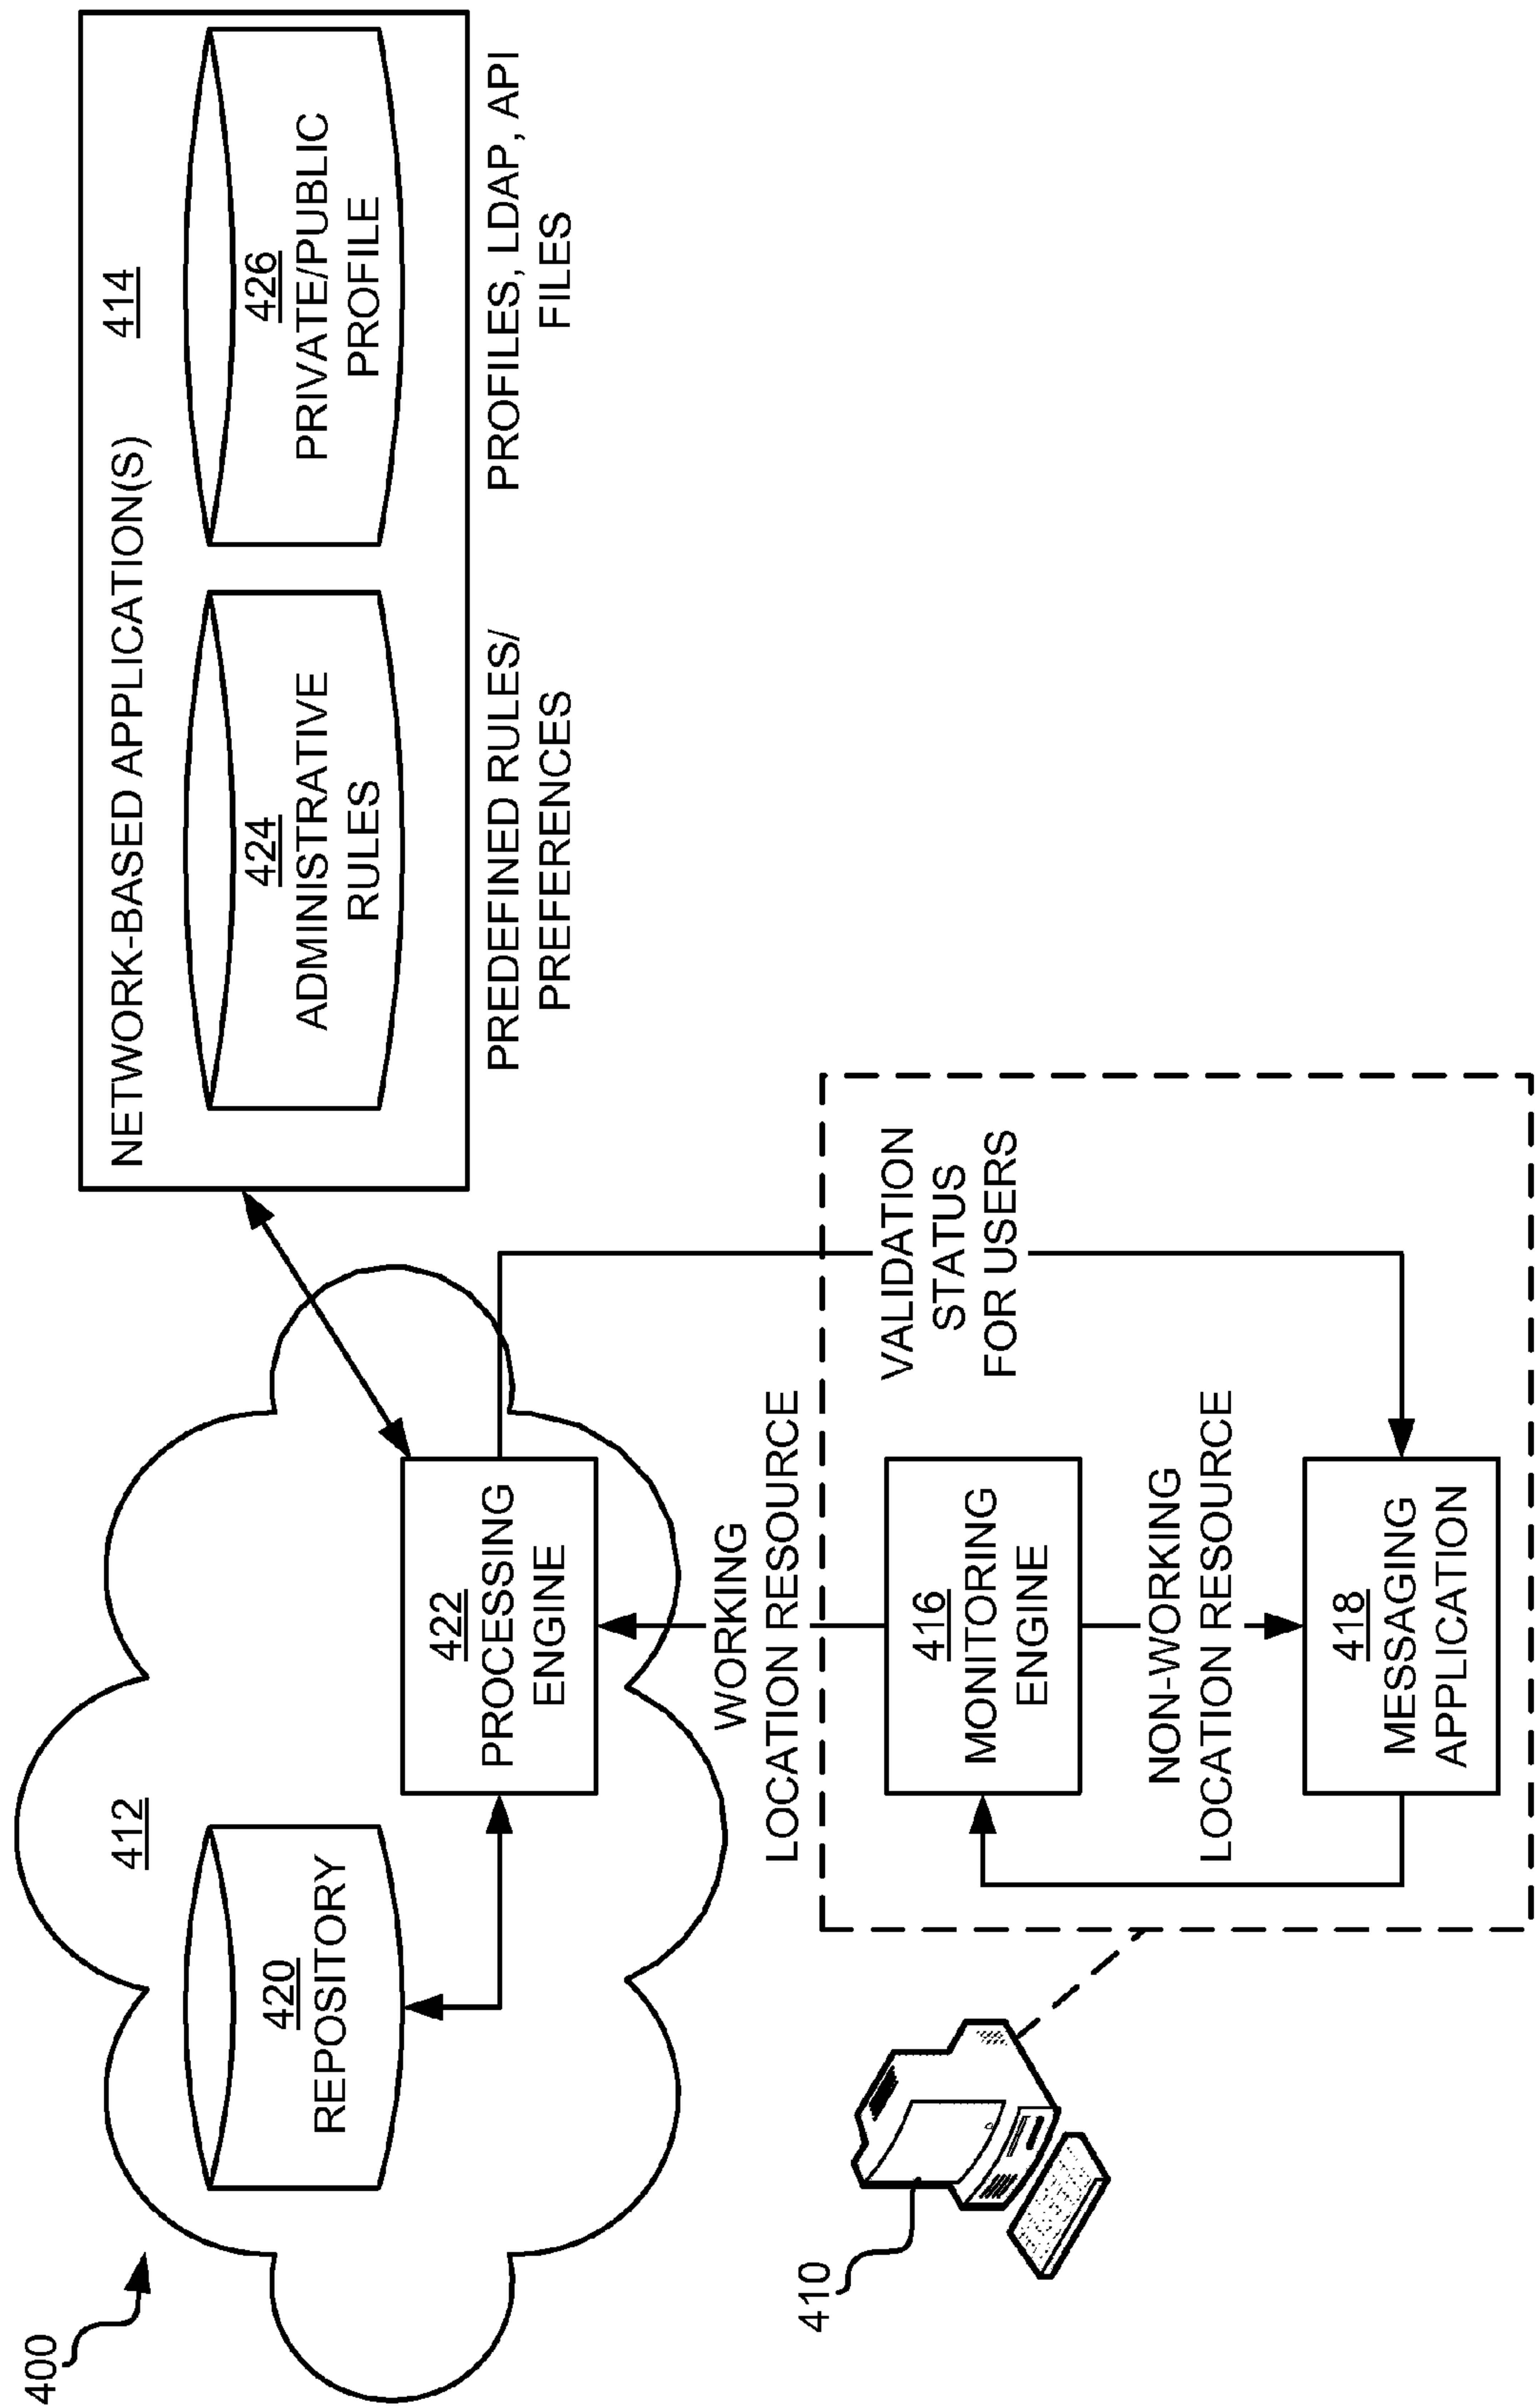 400
412
420
REPOSITORY
422
PROCESSING
ENGINE
NETWORK-BASED APPLICATION(S)
414
424
ADMINISTRATIVE
RULES
426
PRIVATE/PUBLIC
PROFILE
PREDEFINED RULES/
PREFERENCES
PROFILES, LDAP, API
FILES
410
WORKING
LOCATION RESOURCE
416
MONITORING
ENGINE
NON-WORKING
LOCATION RESOURCE
418
MESSAGING
APPLICATION
VALIDATION
STATUS
FOR USERS